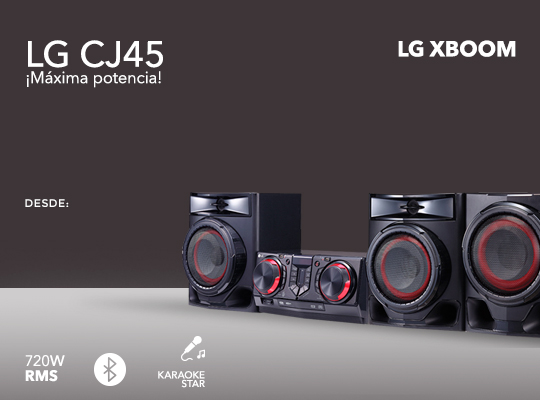 LG CJ45
¡Máxima potencia!
LG XBOOM
DESDE:
720W
RMS
KARAOKE
STAR